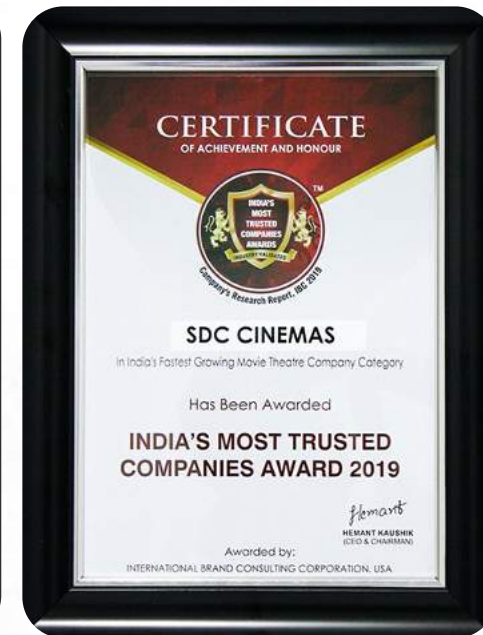 CERTIFICATE
OF ACHIEVEMENT AND HONOUR
TM
INDIA'S
MOST
TRUSTED
COMPANIES
AWARDS
INDUSTRY VALIDATED
Company's Research Report, IBC 2019
SDC CINEMAS
In India's Fastest Growing Movie Theatre Company Category
Has Been Awarded
INDIA'S MOST TRUSTED
COMPANIES AWARD 2019
Hemant
HEMANT KAUSHIK
(CEO & CHAIRMAN)
Awarded by:
INTERNATIONAL BRAND CONSULTING CORPORATION, USA